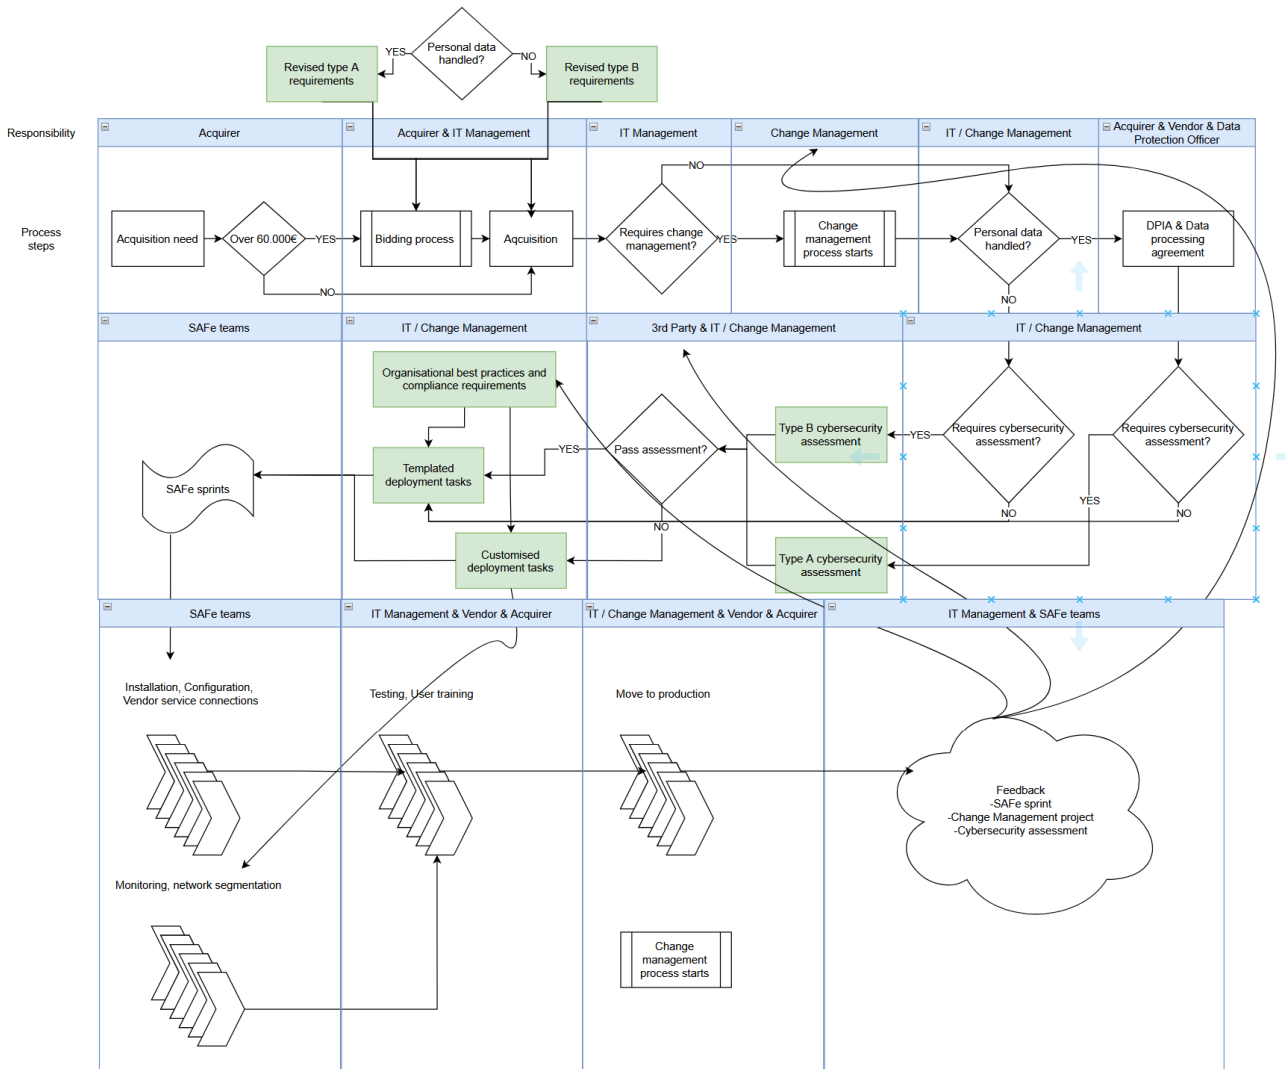 Personal data
handled?
YES
NO
Revised type A
requirements
Revised type B
requirements
Responsibility
Acquirer
Acquirer & IT Management
IT Management
Change Management
IT / Change Management
Acquirer & Vendor & Data
Protection Officer
NO
Process
steps
Acquisition need
Over 60.000€
YES
Bidding process
Aqcuisition
Requires change
management?
YES
Change
management
process starts
Personal data
handled?
YES
DPIA & Data
processing
agreement
NO
NO
SAFe teams
IT / Change Management
3rd Party & IT / Change Management
IT / Change Management
Organisational best practices and
compliance requirements
Type B cybersecurity
assessment
YES
Requires cybersecurity
assessment?
Requires cybersecurity
assessment?
Pass assessment?
YES
Templated
deployment tasks
SAFe sprints
YES
NO
NO
NO
Customised
deployment tasks
Type A cybersecurity
assessment
SAFe teams
IT Management & Vendor & Acquirer
IT / Change Management & Vendor & Acquirer
IT Management & SAFe teams
Installation, Configuration,
Vendor service connections
Testing, User training
Move to production
Feedback
-SAFe sprint
-Change Management project
-Cybersecurity assessment
Monitoring, network segmentation
Change
management
process starts